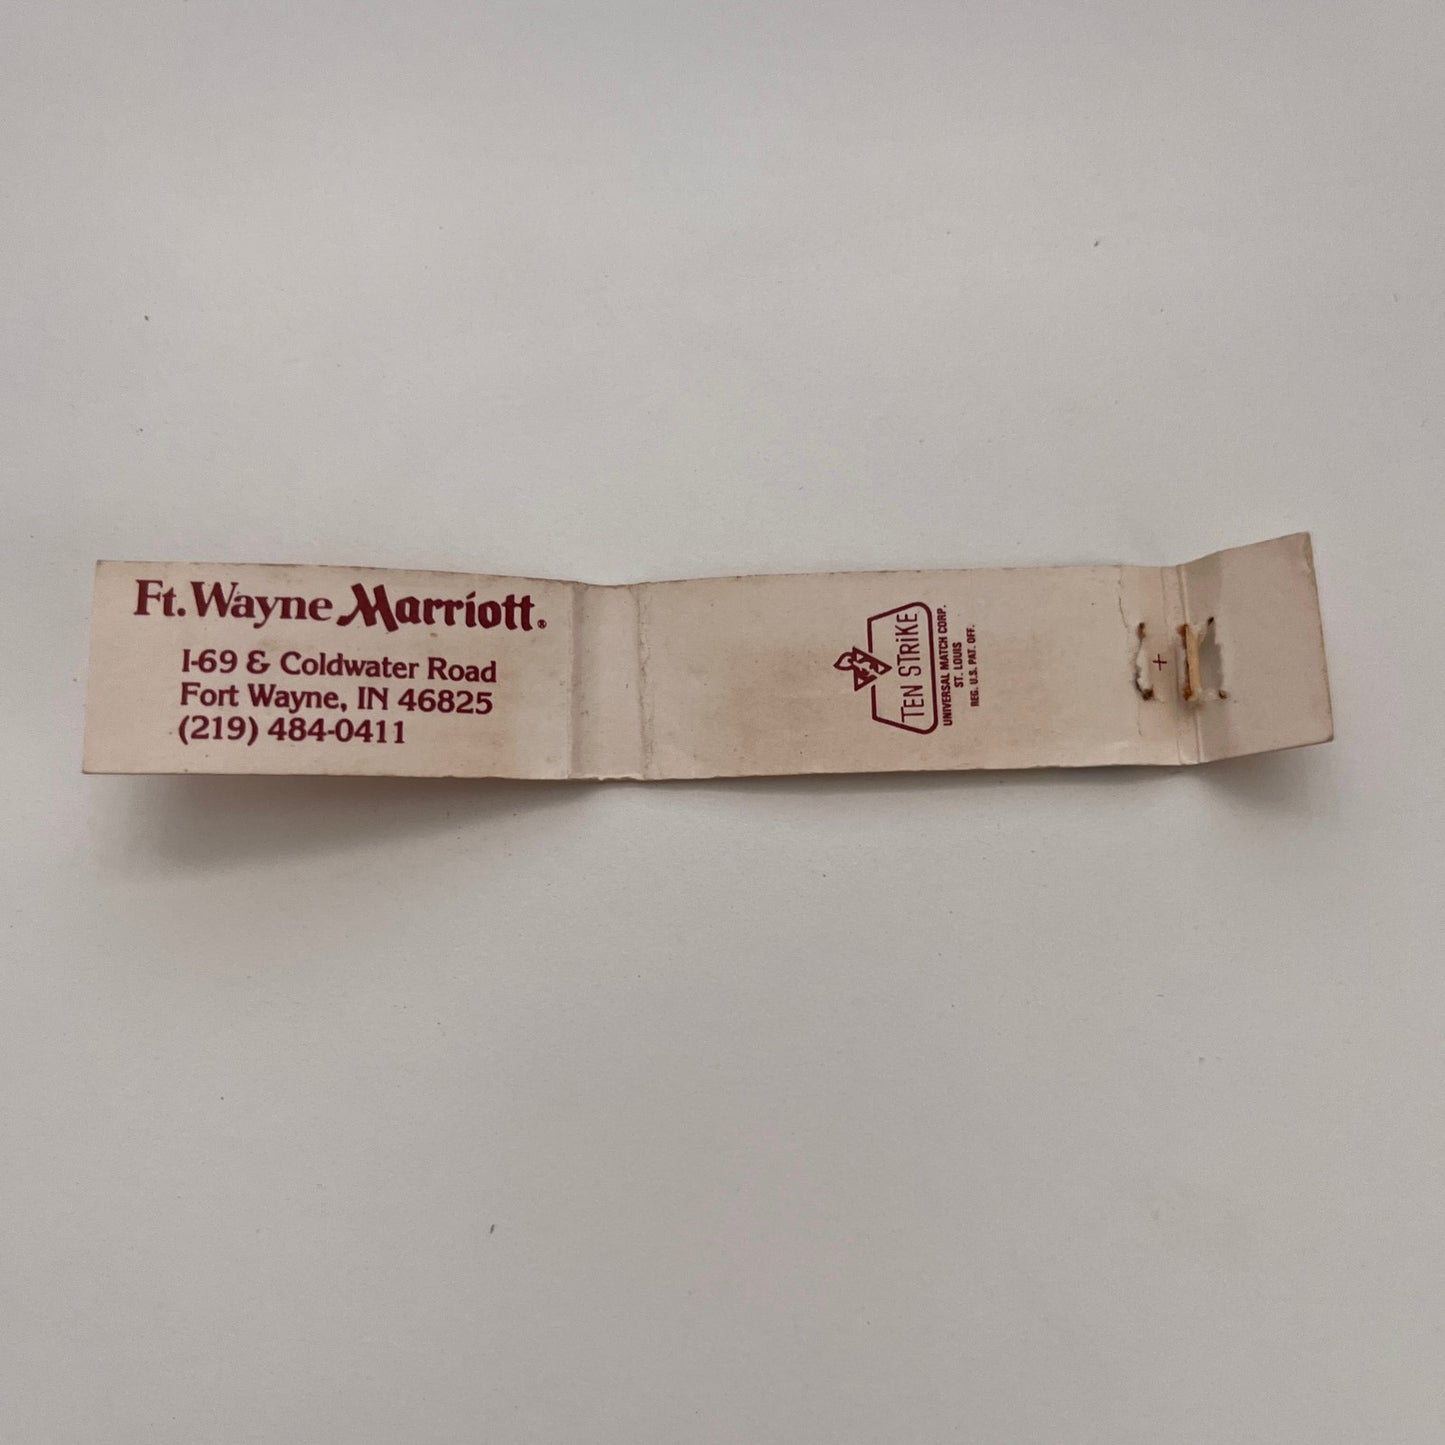 Ft. Wayne Marriott®
I-69 & Coldwater Road
Fort Wayne, IN 46825
(219) 484-0411
TEN STRiKE
UNIVERSAL MATCH CORP.
ST. LOUIS
REG. U.S. PAT. OFF.
+